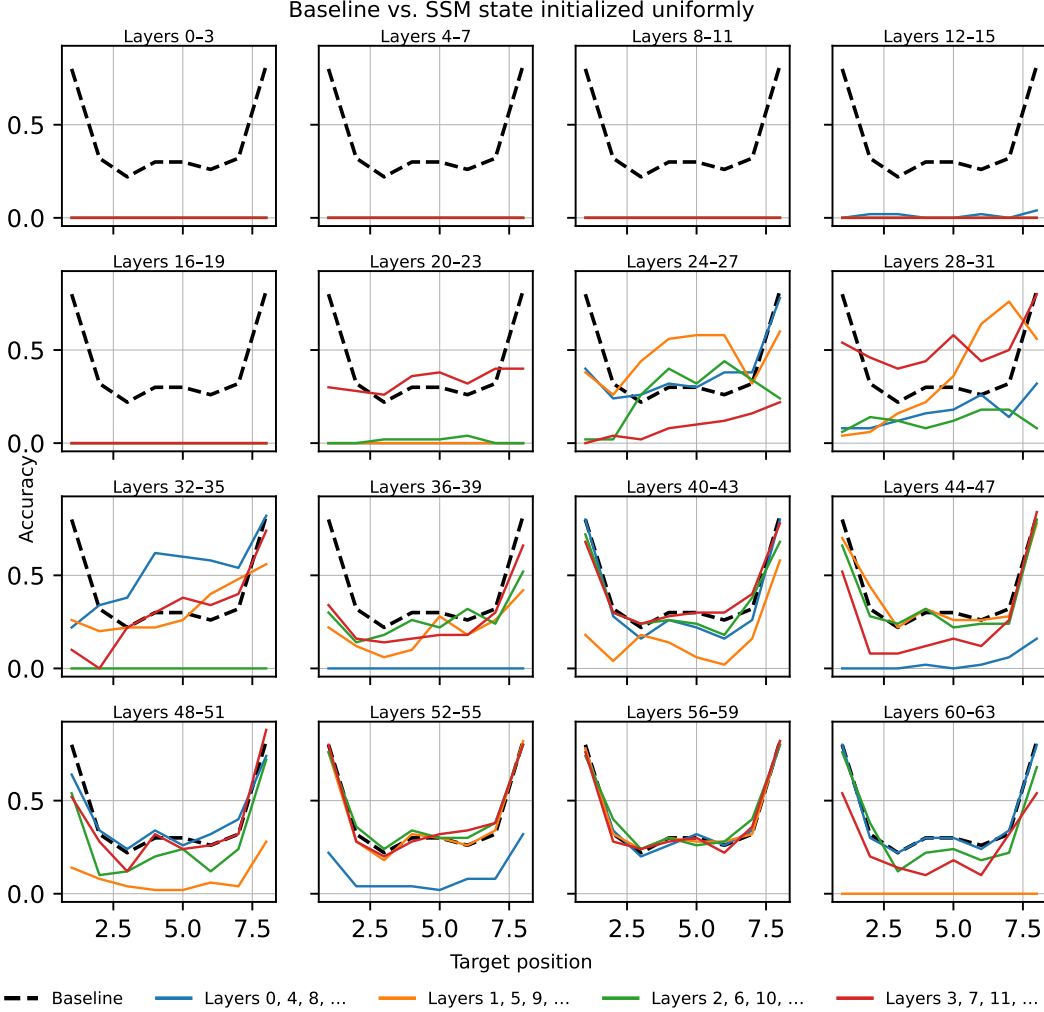 Baseline vs. SSM state initialized uniformly
Layers 0–3
Layers 4–7
Layers 8–11
Layers 12–15
0.5
0.0
Layers 16–19
Layers 20–23
Layers 24–27
Layers 28–31
0.5
0.0
Accuracy
Layers 32–35
Layers 36–39
Layers 40–43
Layers 44–47
0.5
0.0
Layers 48–51
Layers 52–55
Layers 56–59
Layers 60–63
0.5
0.0
2.5 5.0 7.5 2.5 5.0 7.5 2.5 5.0 7.5 2.5 5.0 7.5
Target position
Baseline
Layers 0, 4, 8, ...
Layers 1, 5, 9, ...
Layers 2, 6, 10, ...
Layers 3, 7, 11, ...